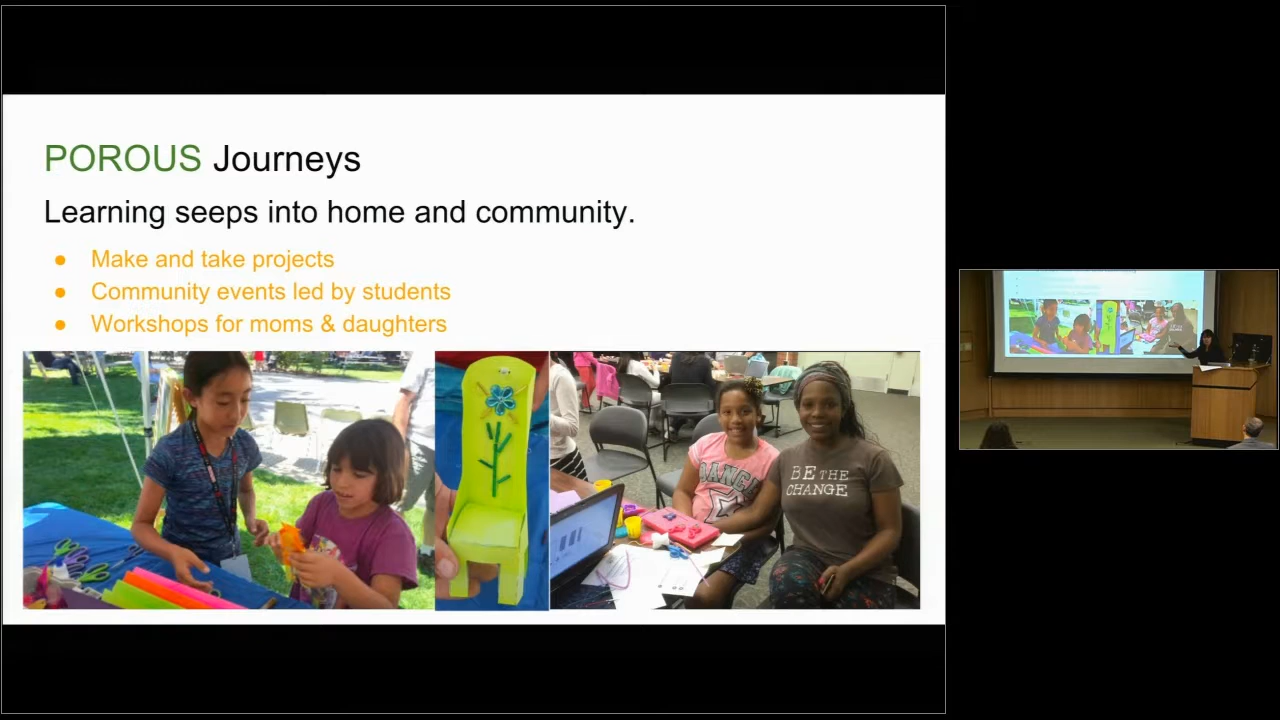 POROUS Journeys
Learning seeps into home and community.
● Make and take projects
● Community events led by students
● Workshops for moms & daughters
BE THE
CHANGE